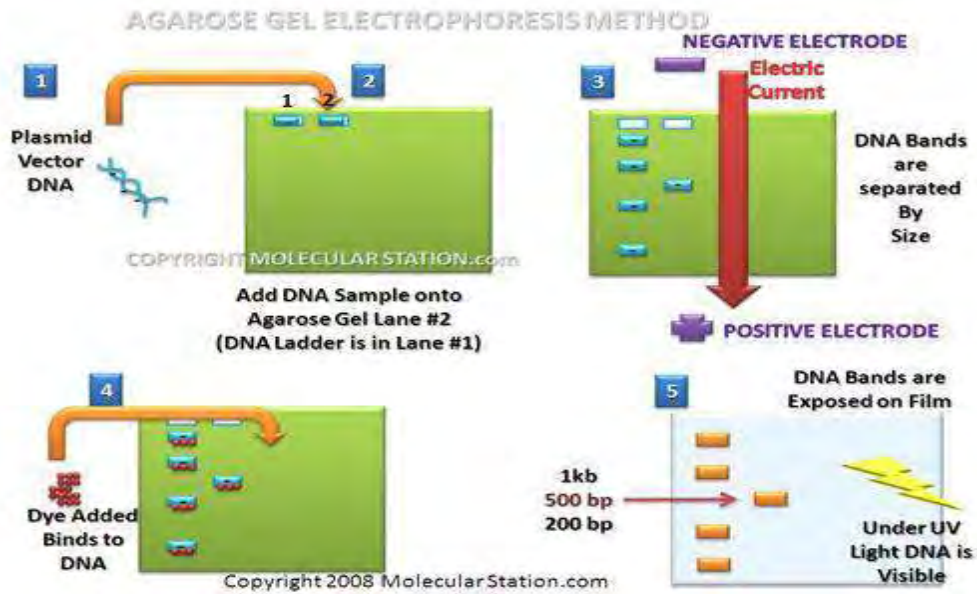 AGAROSE GEL ELECTROPHORESIS METHOD
1
Plasmid
Vector
DNA
2
1 2
COPYRIGHT MOLECULAR STATION.com
Add DNA Sample onto
Agarose Gel Lane #2
(DNA Ladder is in Lane #1)
NEGATIVE ELECTRODE
3
Electric
Current
DNA Bands
are
separated
By
Size
POSITIVE ELECTRODE
4
Dye Added
Binds to
DNA
5
DNA Bands are
Exposed on Film
1kb
500 bp
200 bp
Under UV
Light DNA is
Visible
Copyright 2008 MolecularStation.com